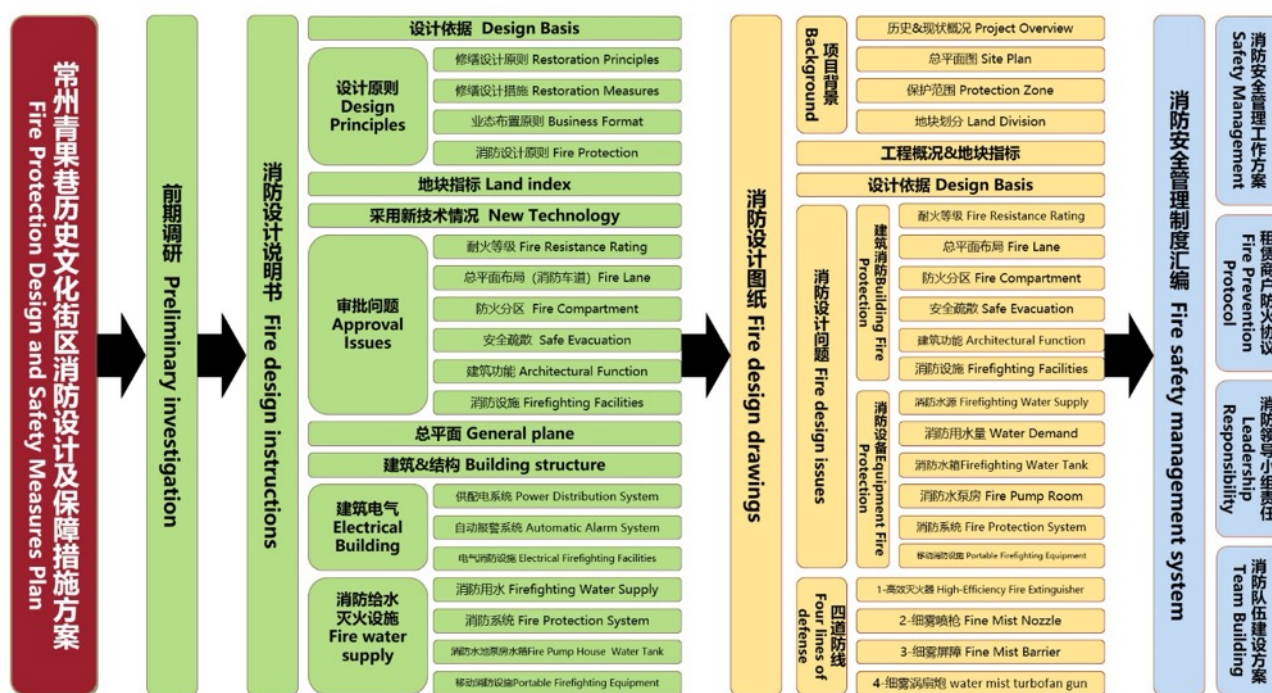 常州青果巷历史文化街区消防设计及保障措施方案
Fire Protection Design and Safety Measures Plan
前期调研 Preliminary investigation
消防设计说明书 Fire design instructions
设计依据 Design Basis
设计原则
Design
Principles
修缮设计原则 Restoration Principles
修缮设计措施 Restoration Measures
业态布置原则 Business Format
消防设计原则 Fire Protection
地块指标 Land index
采用新技术情况 New Technology
审批问题
Approval
Issues
耐火等级 Fire Resistance Rating
总平面布局（消防车道）Fire Lane
防火分区 Fire Compartment
安全疏散 Safe Evacuation
建筑功能 Architectural Function
消防设施 Firefighting Facilities
总平面 General plane
建筑&结构 Building structure
建筑电气
Electrical
Building
供配电系统 Power Distribution System
自动报警系统 Automatic Alarm System
电气消防设施 Electrical Firefighting Facilities
消防给水
灭火设施
Fire water
supply
消防用水 Firefighting Water Supply
消防系统 Fire Protection System
消防水池泵房水箱Fire Pump House Water Tank
移动消防设施Portable Firefighting Equipment
消防设计图纸 Fire design drawings
项目背景
Background
历史&现状概况 Project Overview
总平面图 Site Plan
保护范围 Protection Zone
地块划分 Land Division
工程概况&地块指标
设计依据 Design Basis
消防设计问题 Fire design issues
建筑消防Building Fire
Protection
耐火等级 Fire Resistance Rating
总平面布局 Fire Lane
防火分区 Fire Compartment
安全疏散 Safe Evacuation
建筑功能 Architectural Function
消防设施 Firefighting Facilities
消防设备Equipment Fire
Protection
消防水源 Firefighting Water Supply
消防用水量 Water Demand
消防水箱Firefighting Water Tank
消防水泵房 Fire Pump Room
消防系统 Fire Protection System
移动消防设施 Portable Firefighting Equipment
四道防线
Four lines of
defense
1-高效灭火器 High-Efficiency Fire Extinguisher
2-细雾喷枪 Fine Mist Nozzle
3-细雾屏障 Fine Mist Barrier
4-细雾涡扇炮 water mist turbofan gun
消防安全管理制度汇编 Fire safety management system
消防安全管理工作方案
Safety Management
租赁商户防火协议
Fire Prevention
Protocol
消防领导小组责任
Leadership
Responsibility
消防队伍建设方案
Team Building